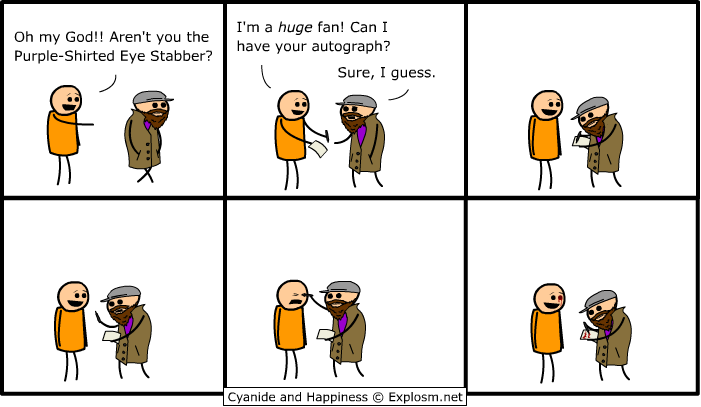 Oh my God!! Aren't you the
Purple-Shirted Eye Stabber?
I'm a huge fan! Can I
have your autograph?
Sure, I guess.
Cyanide and Happiness © Explosm.net